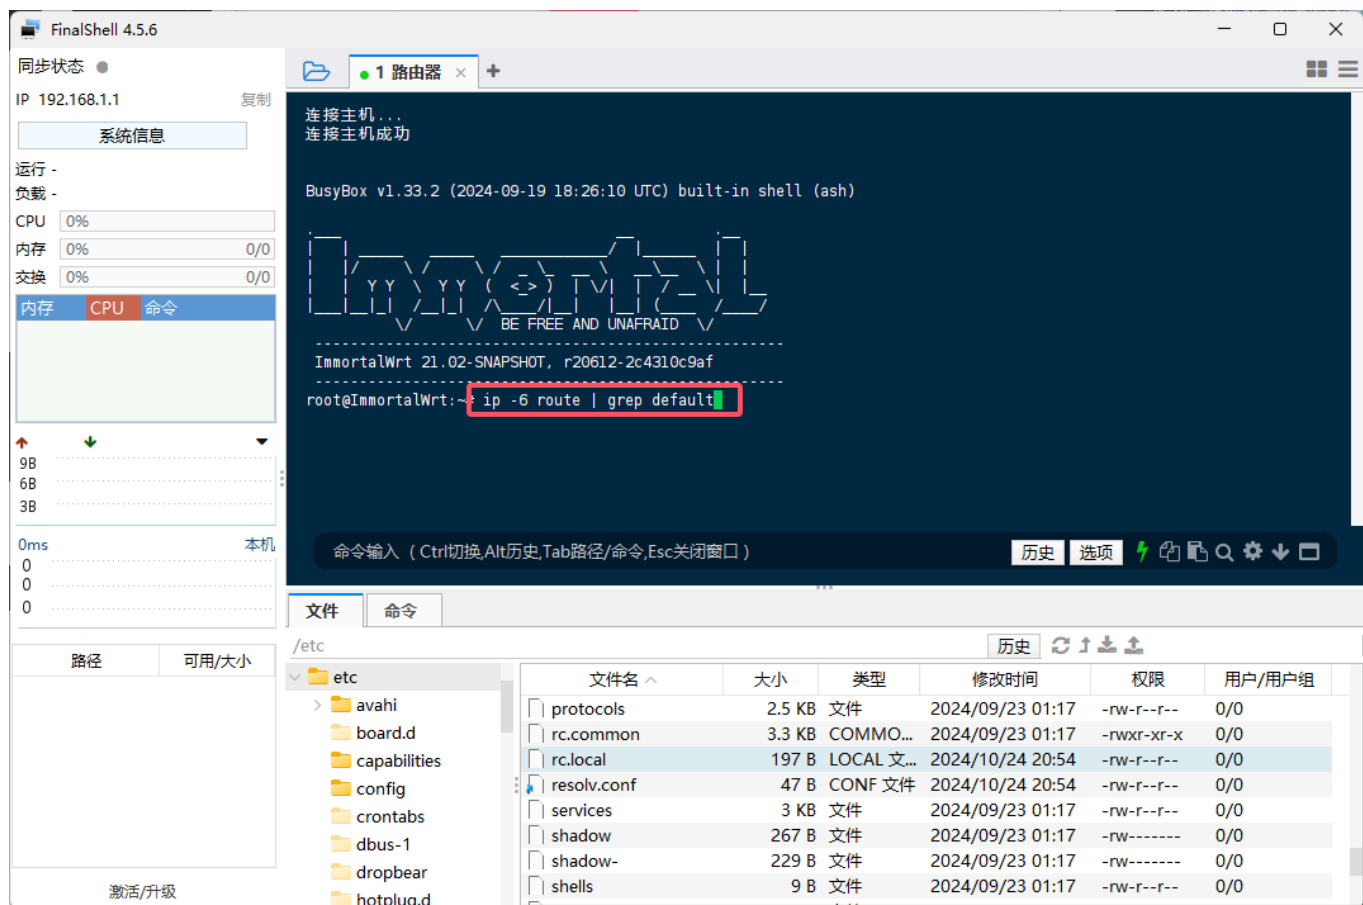 FinalShell 4.5.6
同步状态
IP 192.168.1.1 复制
系统信息
运行 -
负载 -
CPU 0%
内存 0% 0/0
交换 0% 0/0
内存 CPU 命令
9B
6B
3B
0ms 本机
0
0
0
路径 可用/大小
激活/升级
1 路由器
连接主机...
连接主机成功
BusyBox v1.33.2 (2024-09-19 18:26:10 UTC) built-in shell (ash)
Immortal
BE FREE AND UNAFRAID
-----------------------------------------------------
ImmortalWrt 21.02-SNAPSHOT, r20612-2c4310c9af
-----------------------------------------------------
root@ImmortalWrt:~# ip -6 route | grep default
命令输入 (Ctrl切换,Alt历史,Tab路径/命令,Esc关闭窗口)
历史 选项
文件 命令
/etc 历史
etc
avahi
board.d
capabilities
config
crontabs
dbus-1
dropbear
hotplug.d
文件名 大小 类型 修改时间 权限 用户/用户组
protocols 2.5 KB 文件 2024/09/23 01:17 -rw-r--r-- 0/0
rc.common 3.3 KB COMMO... 2024/09/23 01:17 -rwxr-xr-x 0/0
rc.local 197 B LOCAL 文... 2024/10/24 20:54 -rw-r--r-- 0/0
resolv.conf 47 B CONF 文件 2024/10/24 20:54 -rw-r--r-- 0/0
services 3 KB 文件 2024/09/23 01:17 -rw-r--r-- 0/0
shadow 267 B 文件 2024/09/23 01:17 -rw------- 0/0
shadow- 229 B 文件 2024/09/23 01:17 -rw------- 0/0
shells 9 B 文件 2024/09/23 01:17 -rw-r--r-- 0/0